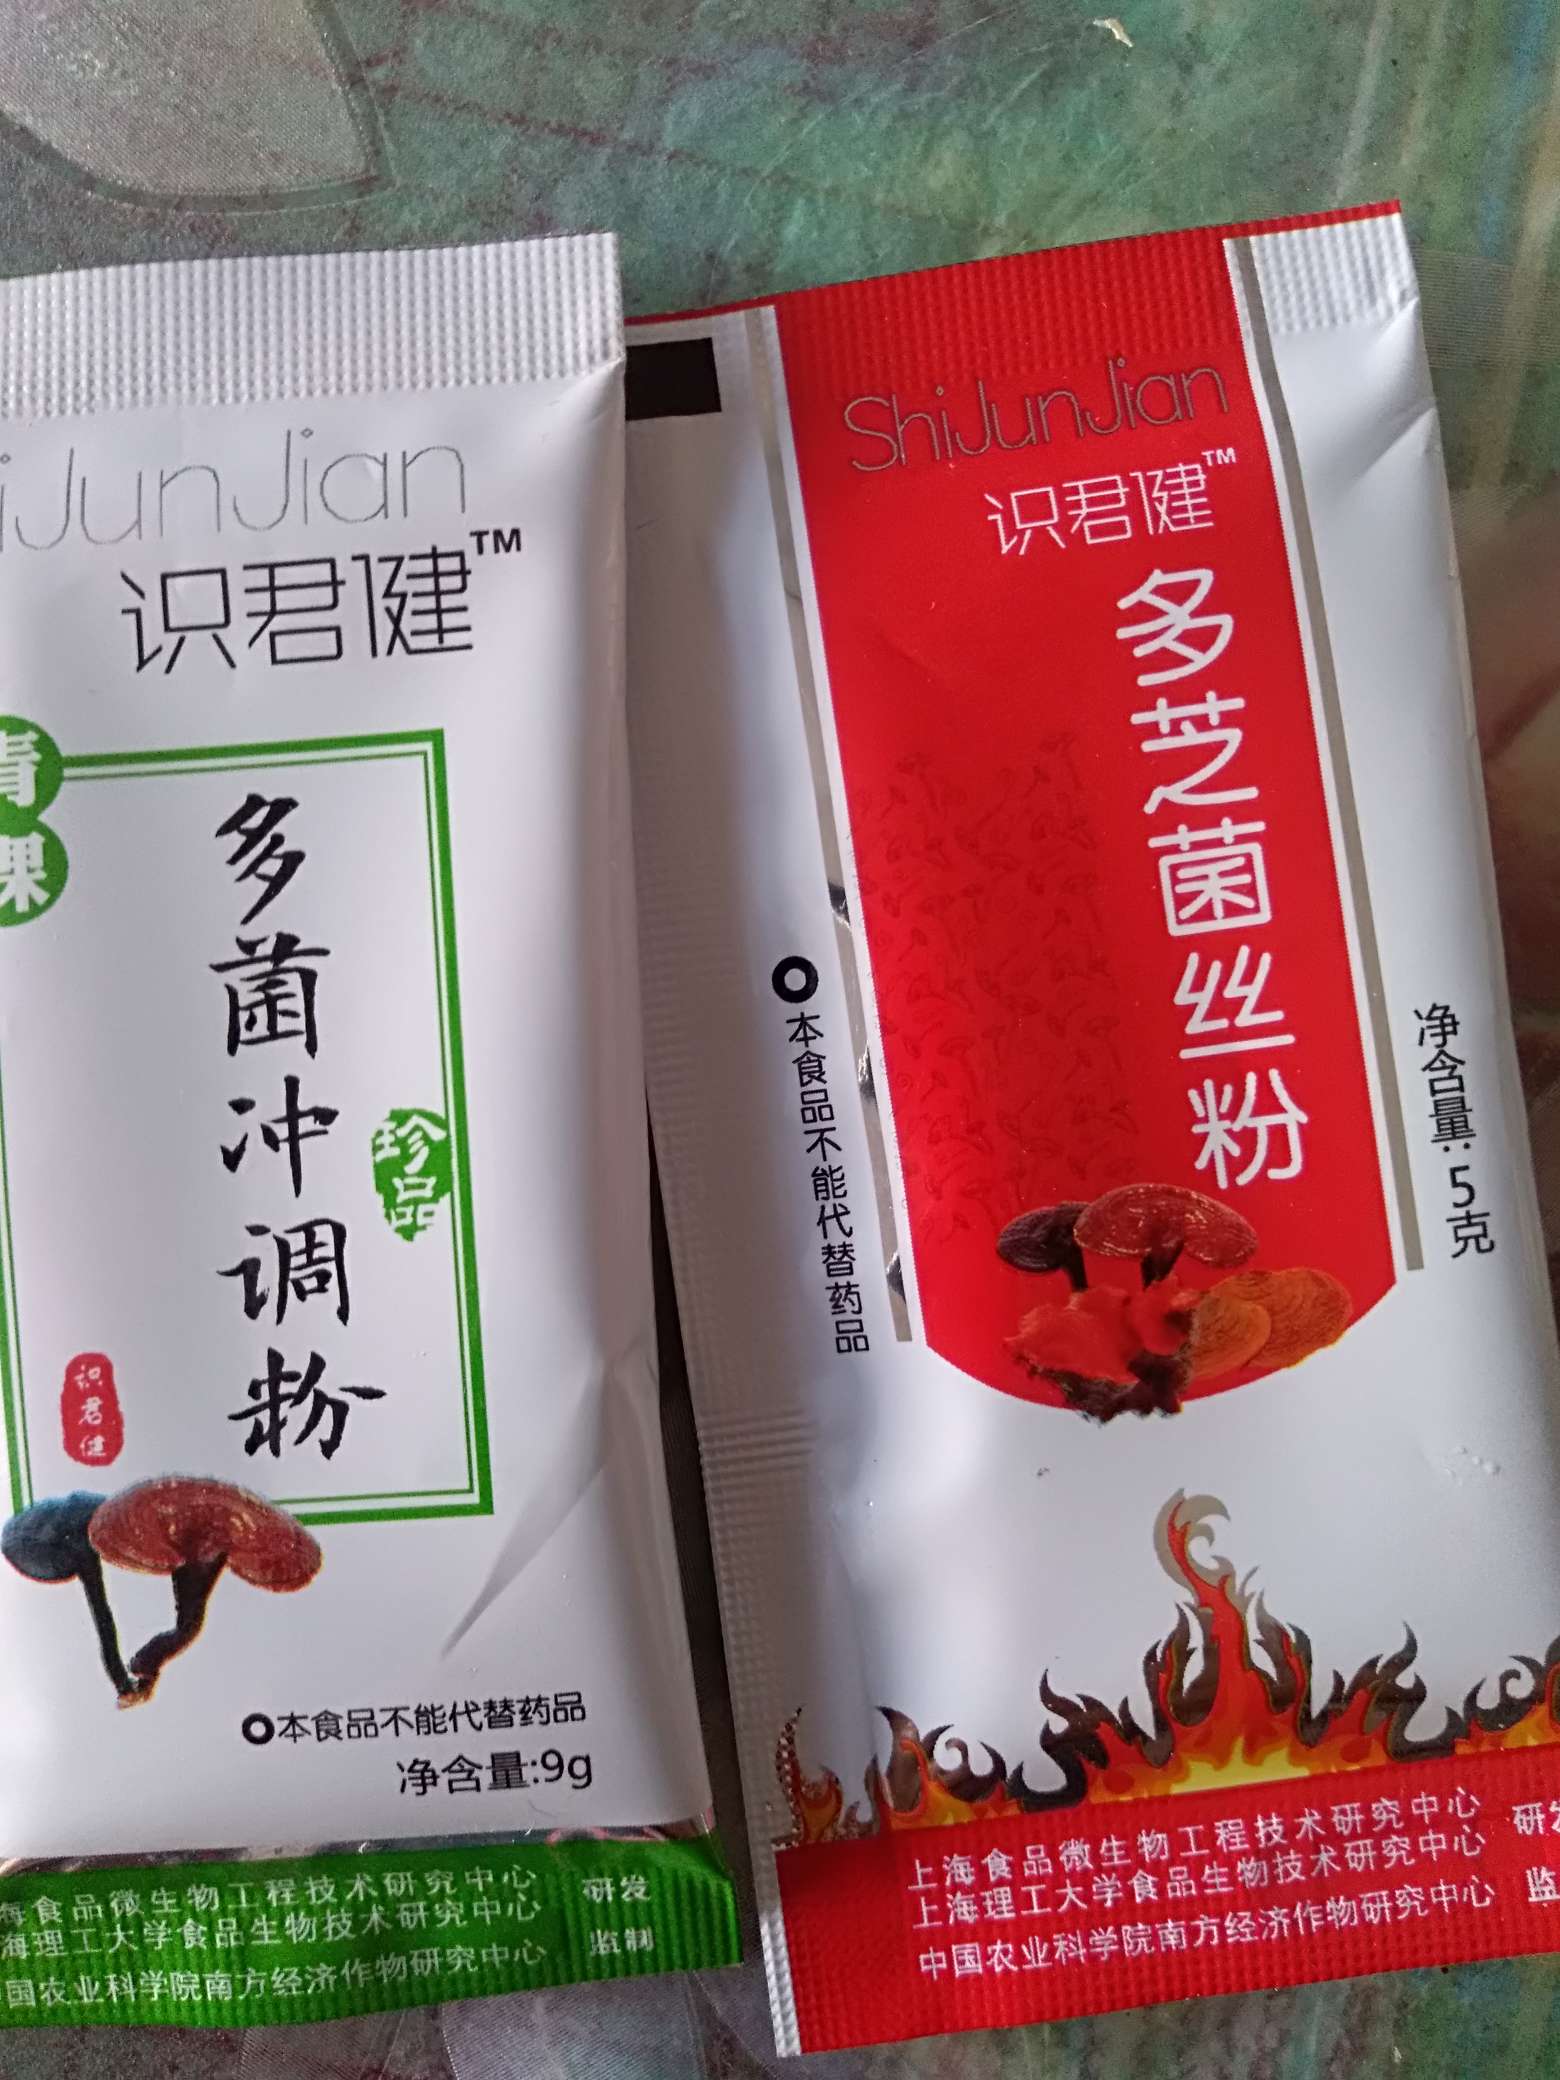 JunJian
识君健™
青稞
多菌冲调粉
珍品
识君健
本食品不能代替药品
净含量:9g
海食品微生物工程技术研究中心 研发
海理工大学食品生物技术研究中心
国农业科学院南方经济作物研究中心 监制
ShiJunJian
识君健™
多芝菌丝粉
本食品不能代替药品
净含量:5克
上海食品微生物工程技术研究中心 研
上海理工大学食品生物技术研究中心
中国农业科学院南方经济作物研究中心 监